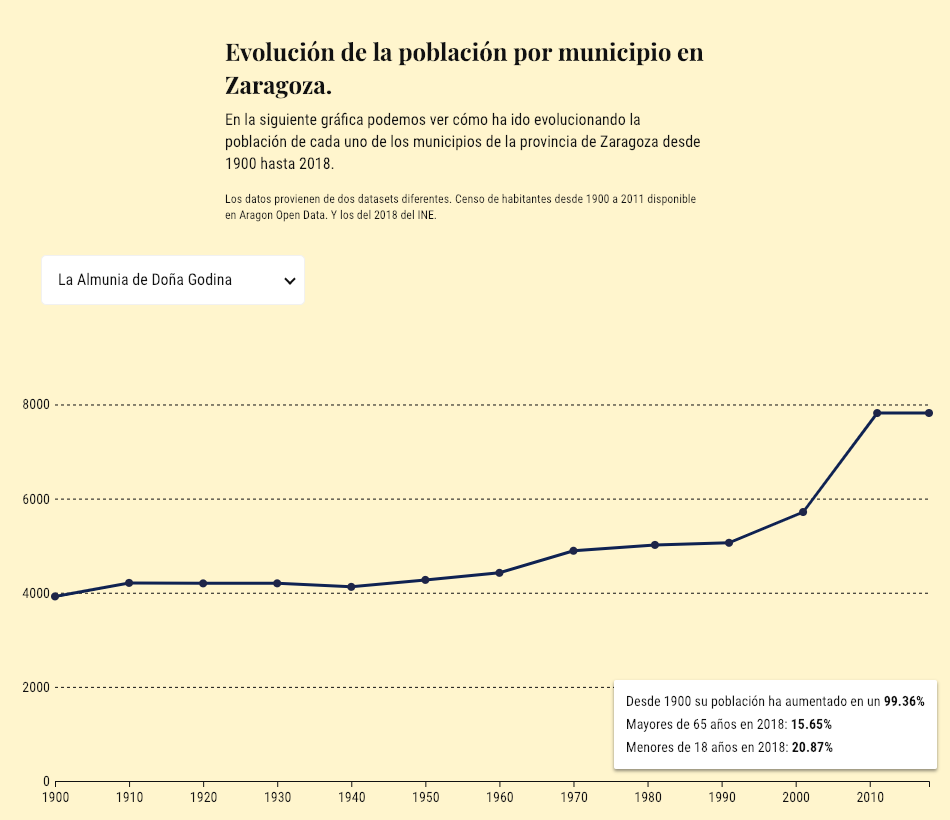 Evolución de la población por municipio en
Zaragoza.
En la siguiente gráfica podemos ver cómo ha ido evolucionando la
población de cada uno de los municipios de la provincia de Zaragoza desde
1900 hasta 2018.
Los datos provienen de dos datasets diferentes. Censo de habitantes desde 1900 a 2011 disponible
en Aragon Open Data. Y los del 2018 del INE.
La Almunia de Doña Godina
8000
6000
4000
2000
0
Desde 1900 su población ha aumentado en un 99.36%
Mayores de 65 años en 2018: 15.65%
Menores de 18 años en 2018: 20.87%
1900 1910 1920 1930 1940 1950 1960 1970 1980 1990 2000 2010